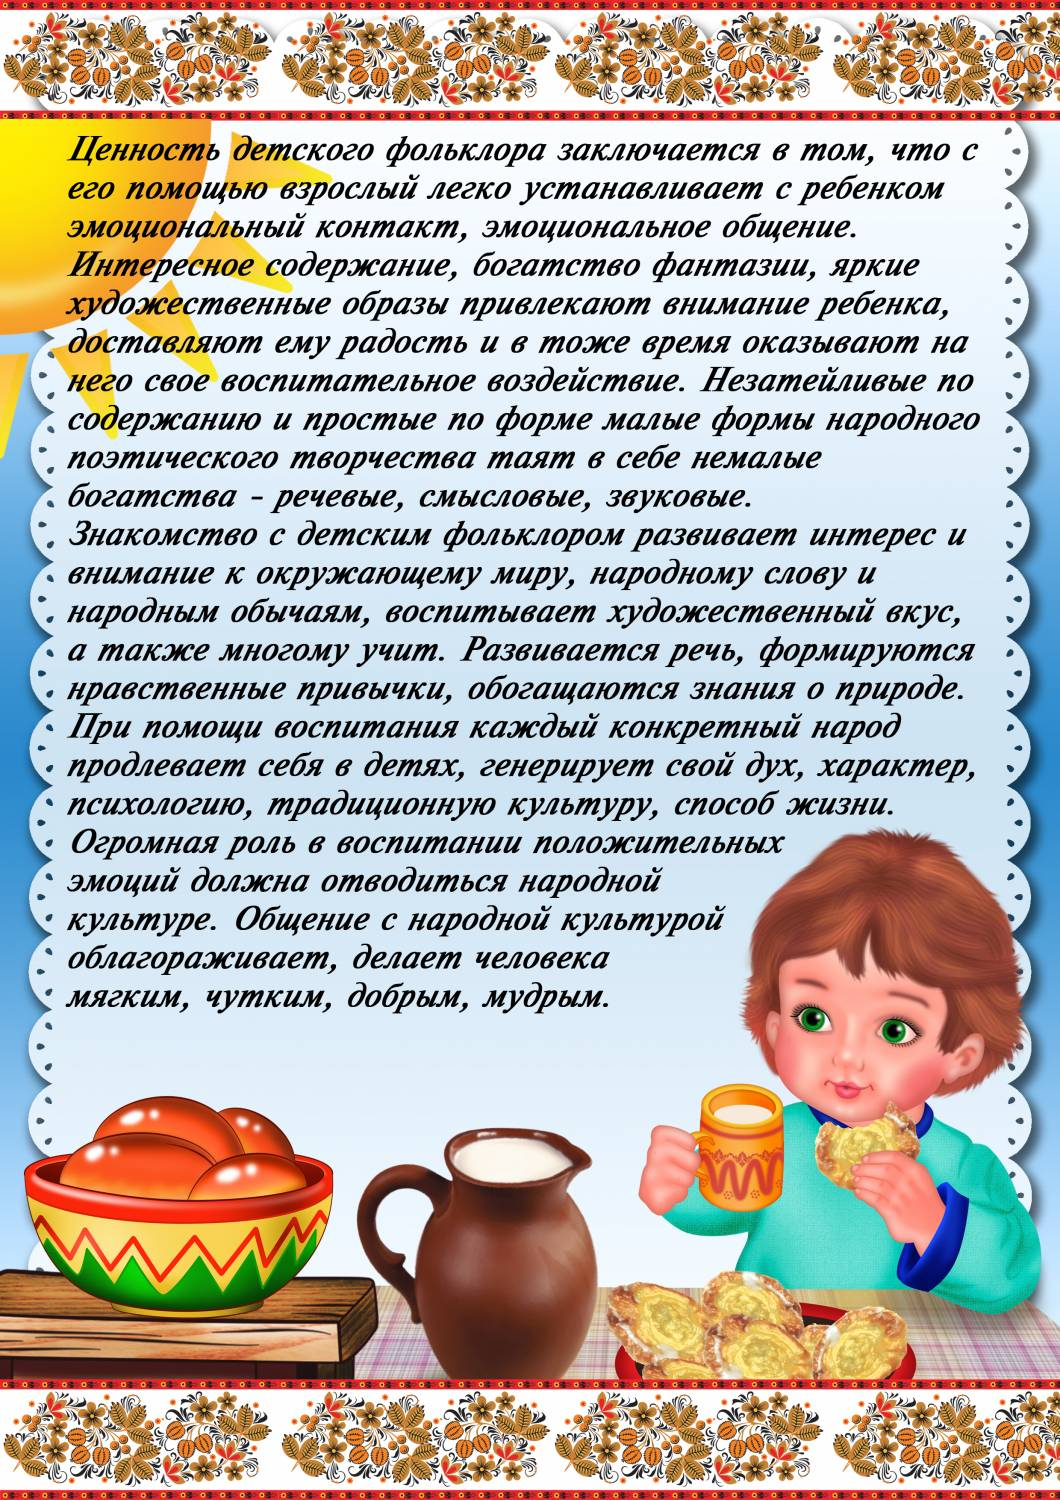 Ценность детского фольклора заключается в том, что с
его помощью взрослый легко устанавливает с ребенком
эмоциональный контакт, эмоциональное общение.
Интересное содержание, богатство фантазии, яркие
художественные образы привлекают внимание ребенка,
доставляют ему радость и в тоже время оказывают на
него свое воспитательное воздействие. Незатейливые по
содержанию и простые по форме малые формы народного
поэтического творчества таят в себе немалые
богатства - речевые, смысловые, звуковые.
Знакомство с детским фольклором развивает интерес и
внимание к окружающему миру, народному слову и
народным обычаям, воспитывает художественный вкус,
а также многому учит. Развивается речь, формируются
нравственные привычки, обогащаются знания о природе.
При помощи воспитания каждый конкретный народ
продлевает себя в детях, генерирует свой дух, характер,
психологию, традиционную культуру, способ жизни.
Огромная роль в воспитании положительных
эмоций должна отводиться народной
культуре. Общение с народной культурой
облагораживает, делает человека
мягким, чутким, добрым, мудрым.